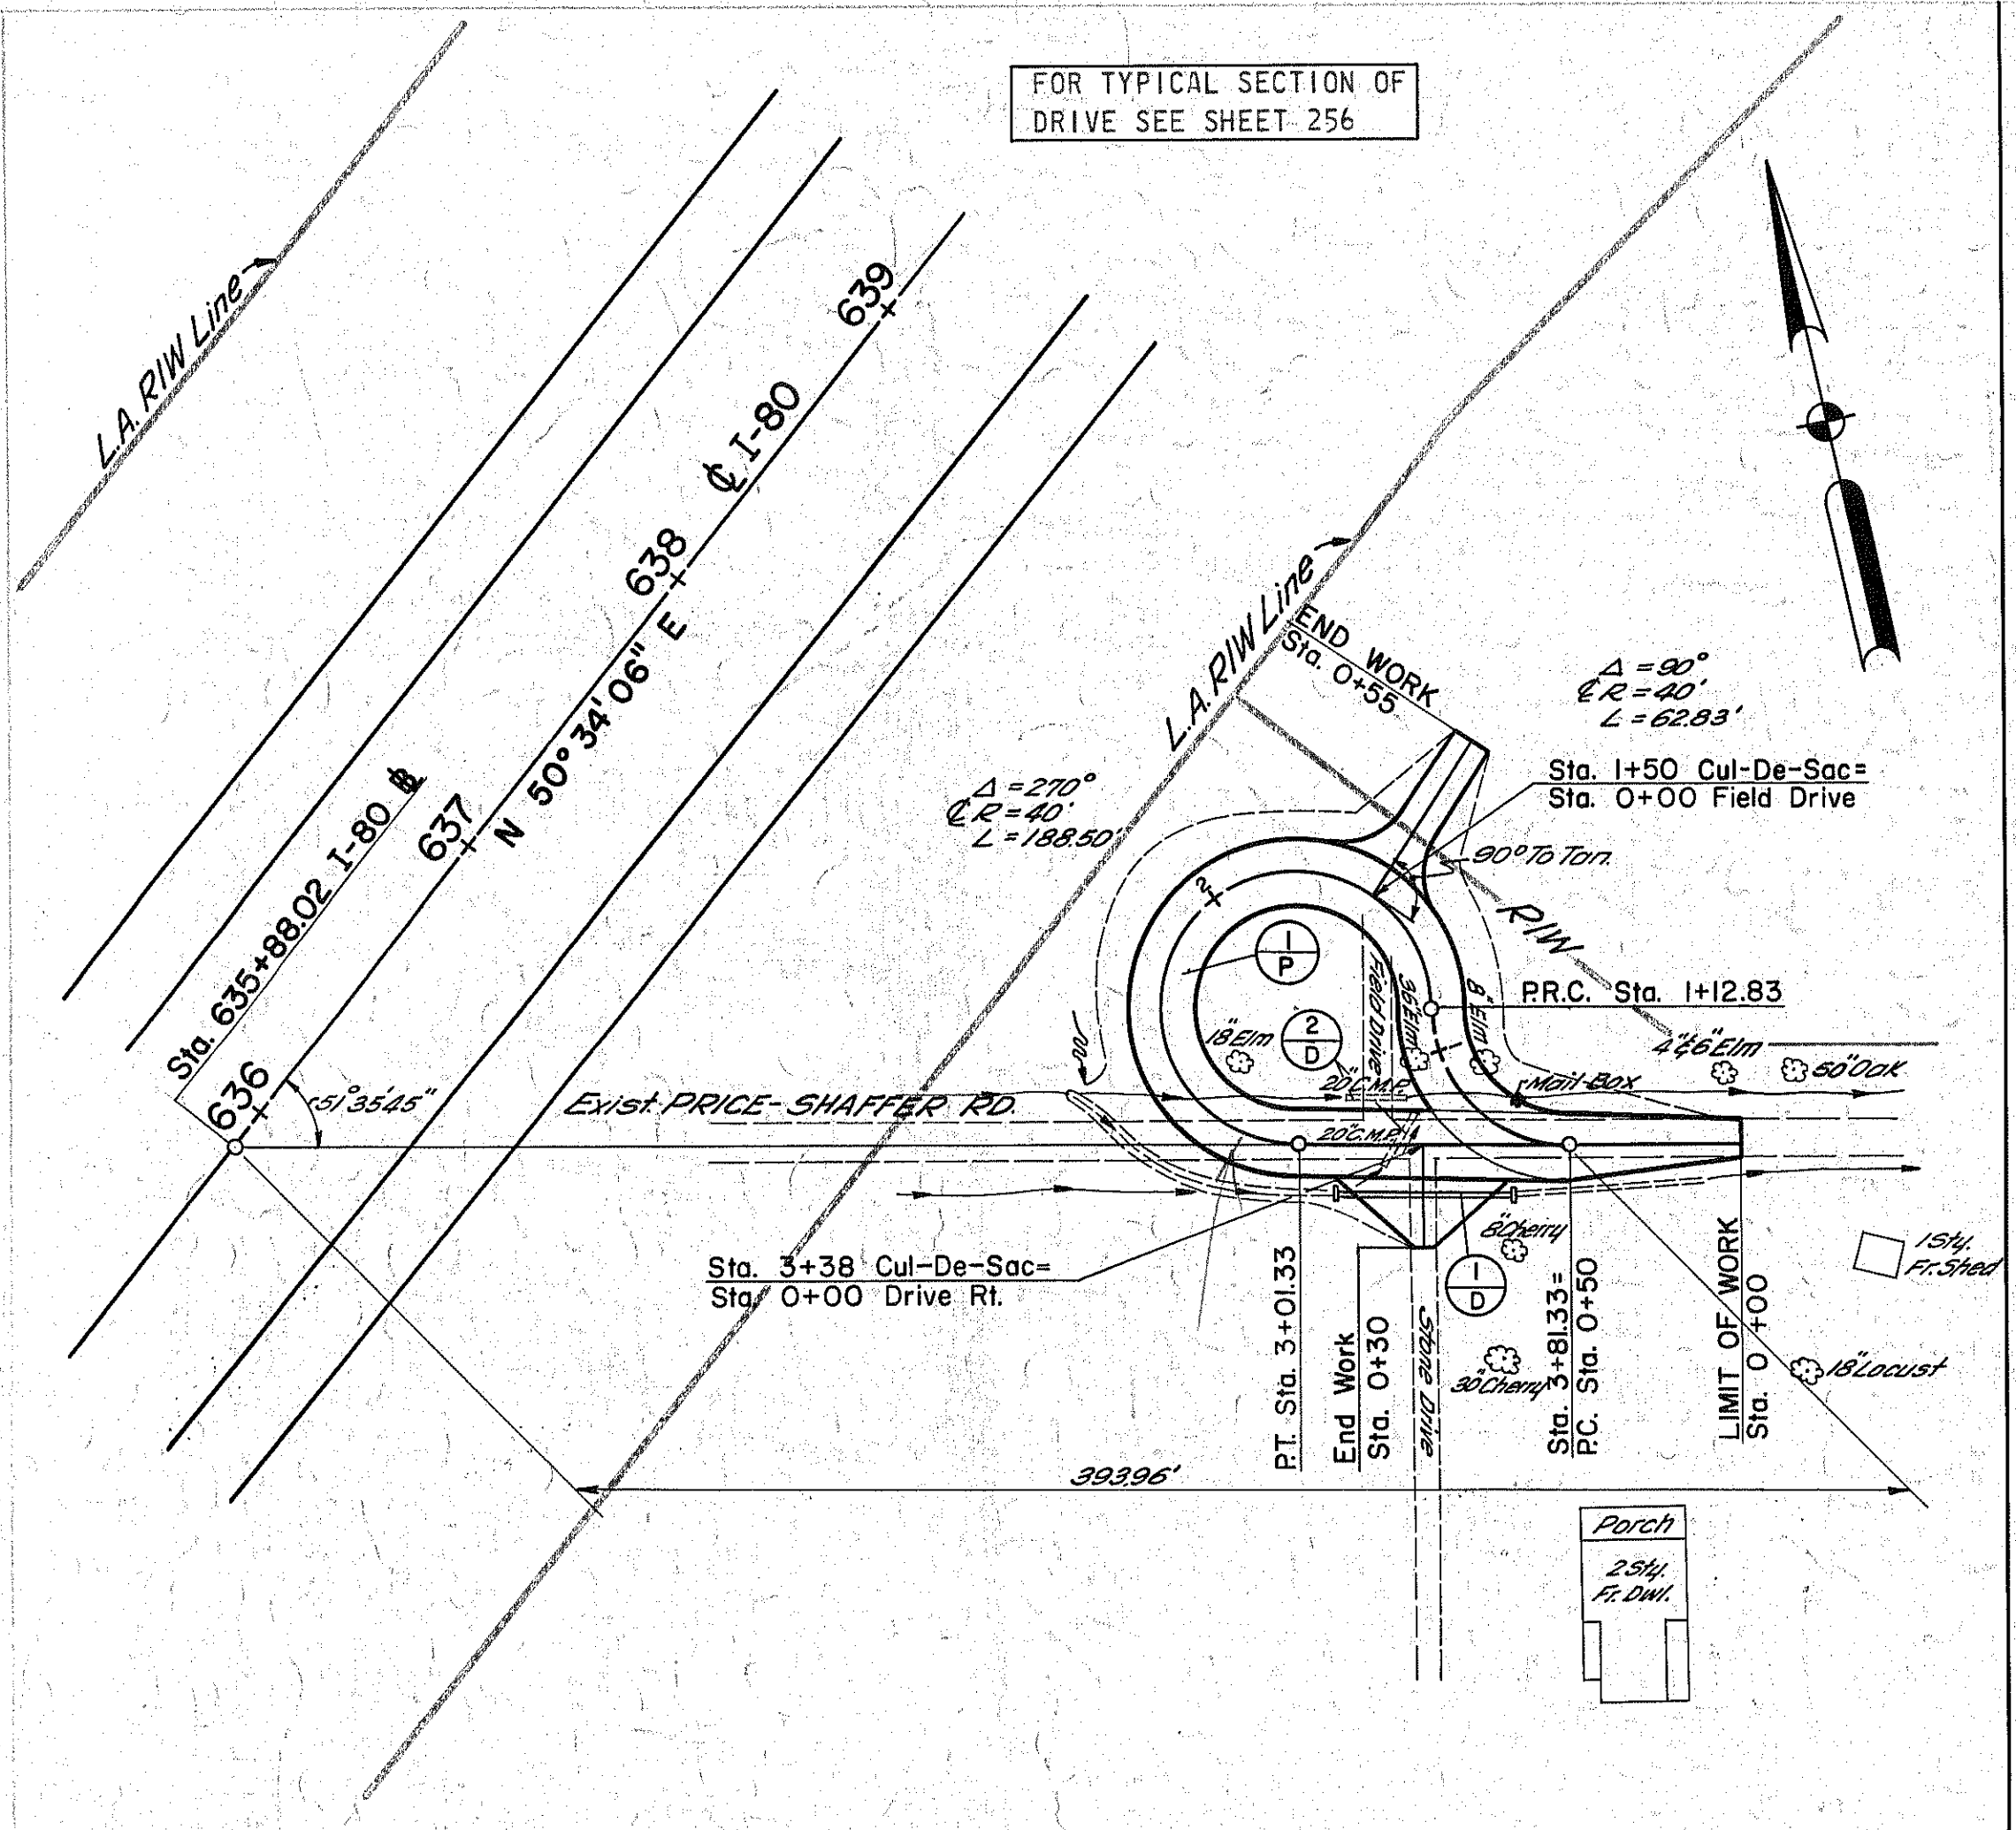 FOR TYPICAL SECTION OF
DRIVE SEE SHEET 256
L.A. R/W Line
639
℄ I-80
638
N 50° 34' 06" E
637
Sta. 635+88.02 I-80 ⅊
636
51° 35' 45"
Exist. PRICE-SHAFFER RD.
L.A. R/W Line
END WORK
Sta. 0+55
Δ = 90°
℄ R = 40'
L = 62.83'
Sta. 1+50 Cul-De-Sac=
Sta. 0+00 Field Drive
Δ = 270°
℄ R = 40'
L = 188.50'
90° To Tan.
R/W
2
1
P
Field Drive
36" Elm
8" Elm
P.R.C. Sta. 1+12.83
18" Elm
2
D
4" & 6" Elm
50" Oak
20" C.M.P.
Mail-Box
20" C.M.P.
8" Cherry
1 Sty.
Fr. Shed
Sta. 3+38 Cul-De-Sac=
Sta. 0+00 Drive Rt.
1
D
P.T. Sta. 3+01.33
End Work
Sta. 0+30
Stone Drive
30" Cherry
Sta. 3+81.33=
P.C. Sta. 0+50
LIMIT OF WORK
Sta. 0+00
18" Locust
393.96'
Porch
2 Sty.
Fr. Dwl.